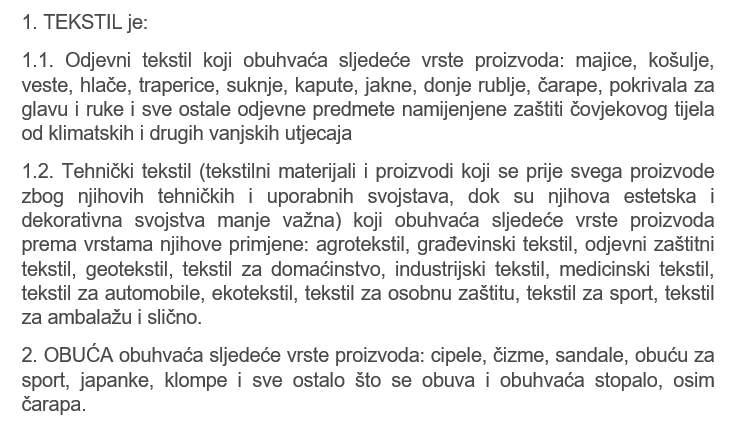 1. TEKSTIL je:
1.1. Odjevni tekstil koji obuhvaća sljedeće vrste proizvoda: majice, košulje,
veste, hlače, traperice, suknje, kapute, jakne, donje rublje, čarape, pokrivala za
glavu i ruke i sve ostale odjevne predmete namijenjene zaštiti čovjekovog tijela
od klimatskih i drugih vanjskih utjecaja
1.2. Tehnički tekstil (tekstilni materijali i proizvodi koji se prije svega proizvode
zbog njihovih tehničkih i uporabnih svojstava, dok su njihova estetska i
dekorativna svojstva manje važna) koji obuhvaća sljedeće vrste proizvoda
prema vrstama njihove primjene: agrotekstil, građevinski tekstil, odjevni zaštitni
tekstil, geotekstil, tekstil za domaćinstvo, industrijski tekstil, medicinski tekstil,
tekstil za automobile, ekotekstil, tekstil za osobnu zaštitu, tekstil za sport, tekstil
za ambalažu i slično.
2. OBUĆA obuhvaća sljedeće vrste proizvoda: cipele, čizme, sandale, obuću za
sport, japanke, klompe i sve ostalo što se obuva i obuhvaća stopalo, osim
čarapa.